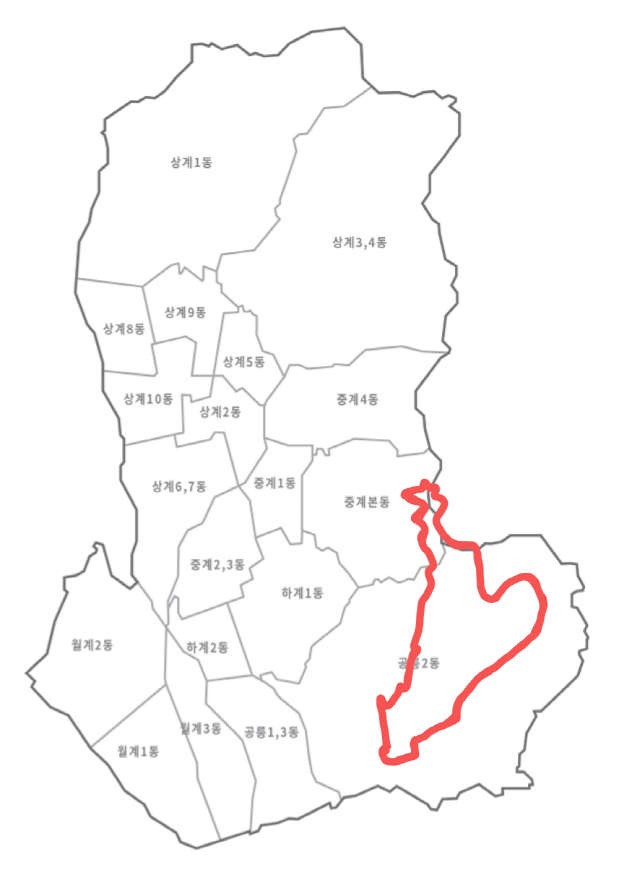 상계1동
상계3,4동
상계9동
상계8동
상계5동
상계10동
상계2동
중계4동
상계6,7동
중계1동
중계본동
중계2,3동
하계1동
월계2동
하계2동
공릉2동
월계3동
공릉1,3동
월계1동